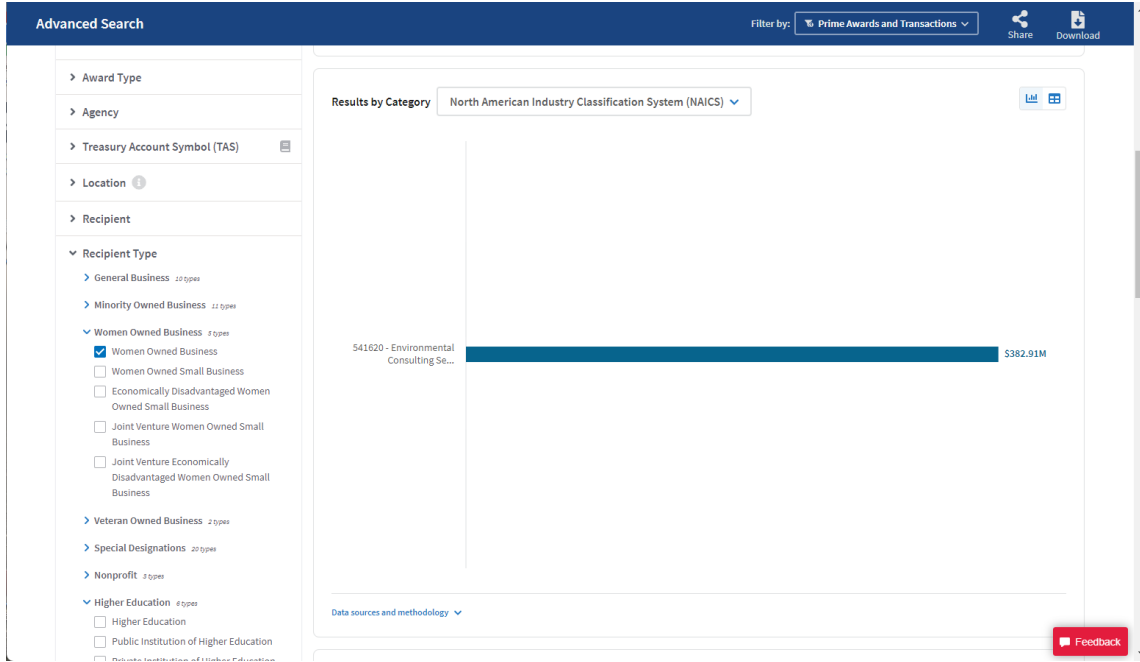 Advanced Search
Filter by:
Prime Awards and Transactions
Share
Download
Award Type
Agency
Treasury Account Symbol (TAS)
Location
Recipient
Recipient Type
General Business 10 types
Minority Owned Business 11 types
Women Owned Business 5 types
Women Owned Business
Women Owned Small Business
Economically Disadvantaged Women
Owned Small Business
Joint Venture Women Owned Small
Business
Joint Venture Economically
Disadvantaged Women Owned Small
Business
Veteran Owned Business 2 types
Special Designations 20 types
Nonprofit 3 types
Higher Education 6 types
Higher Education
Public Institution of Higher Education
Private Institution of Higher Education
Results by Category
North American Industry Classification System (NAICS)
541620 - Environmental
Consulting Se...
$382.91M
Data sources and methodology
Feedback